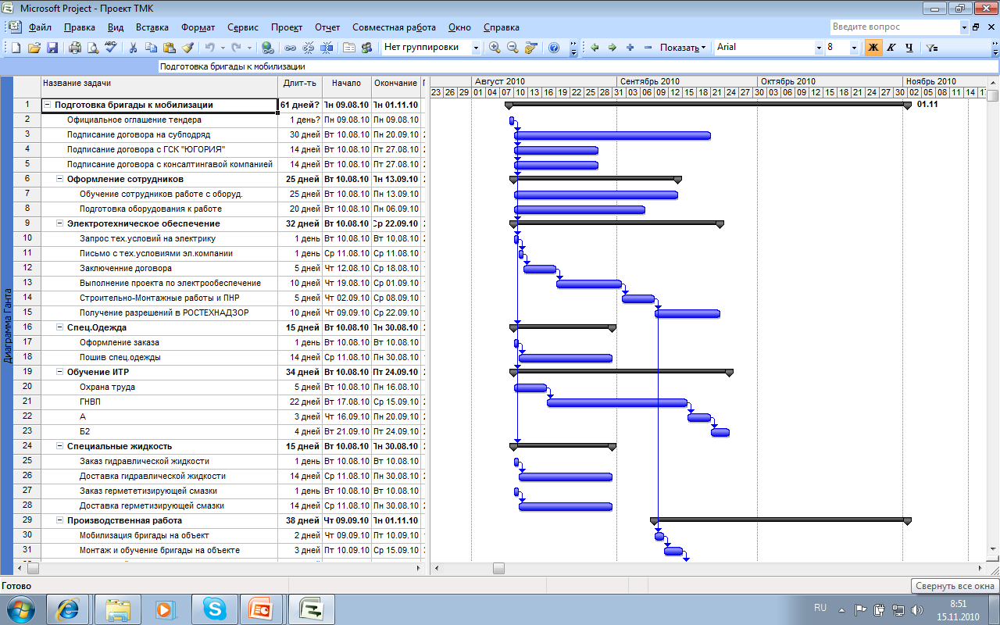 Microsoft Project - Проект ТМК
Файл Правка Вид Вставка Формат Сервис Проект Отчет Совместная работа Окно Справка Введите вопрос
Нет группировки Показать Arial 8 Ж К Ч
Подготовка бригады к мобилизации
Название задачи Длит-ть Начало Окончание Август 2010 Сентябрь 2010 Октябрь 2010 Ноябрь 2010
23 26 29 01 04 07 10 13 16 19 22 25 28 31 03 06 09 12 15 18 21 24 27 30 03 06 09 12 15 18 21 24 27 30 02 05 08 11 14
1 Подготовка бригады к мобилизации 61 дней? Пн 09.08.10 Пн 01.11.10 01.11
2 Официальное оглашение тендера 1 день? Пн 09.08.10 Пн 09.08.10
3 Подписание договора на субподряд 30 дней Вт 10.08.10 Пн 20.09.10
4 Подписание договора с ГСК "ЮГОРИЯ" 14 дней Вт 10.08.10 Пт 27.08.10
5 Подписание договора с консалтингавой компанией 14 дней Вт 10.08.10 Пт 27.08.10
6 Оформление сотрудников 25 дней Вт 10.08.10 Пн 13.09.10
7 Обучение сотрудников работе с оборуд. 25 дней Вт 10.08.10 Пн 13.09.10
8 Подготовка оборудования к работе 20 дней Вт 10.08.10 Пн 06.09.10
9 Электротехническое обеспечение 32 дней Вт 10.08.10 Ср 22.09.10
10 Запрос тех.условий на электрику 1 день Вт 10.08.10 Вт 10.08.10
11 Письмо с тех.условиями эл.компании 1 день Ср 11.08.10 Ср 11.08.10
12 Заключенние договора 5 дней Чт 12.08.10 Ср 18.08.10
13 Выполнение проекта по электрообеспечение 10 дней Чт 19.08.10 Ср 01.09.10
14 Строительно-Монтажные работы и ПНР 5 дней Чт 02.09.10 Ср 08.09.10
15 Получение разрешений в РОСТЕХНАДЗОР 10 дней Чт 09.09.10 Ср 22.09.10
16 Спец.Одежда 15 дней Вт 10.08.10 Пн 30.08.10
17 Оформление заказа 1 день Вт 10.08.10 Вт 10.08.10
18 Пошив спец.одежды 14 дней Ср 11.08.10 Пн 30.08.10
19 Обучение ИТР 34 дней Вт 10.08.10 Пт 24.09.10
20 Охрана труда 5 дней Вт 10.08.10 Пн 16.08.10
21 ГНВП 22 дней Вт 17.08.10 Ср 15.09.10
22 А 3 дней Чт 16.09.10 Пн 20.09.10
23 Б2 4 дней Вт 21.09.10 Пт 24.09.10
24 Специальные жидкость 15 дней Вт 10.08.10 Пн 30.08.10
25 Заказ гидравлической жидкости 1 день Вт 10.08.10 Вт 10.08.10
26 Доставка гидравлической жидкости 14 дней Ср 11.08.10 Пн 30.08.10
27 Заказ гермететизирующей смазки 1 день Вт 10.08.10 Вт 10.08.10
28 Доставка герметизирующей смазки 14 дней Ср 11.08.10 Пн 30.08.10
29 Производственная работа 38 дней Чт 09.09.10 Пн 01.11.10
30 Мобилизация бригады на объект 2 дней Чт 09.09.10 Пт 10.09.10
31 Монтаж и обучение бригады на объекте 3 дней Пт 10.09.10 Ср 15.09.10
Диаграмма Ганта
Готово
Свернуть все окна
RU 8:51
15.11.2010